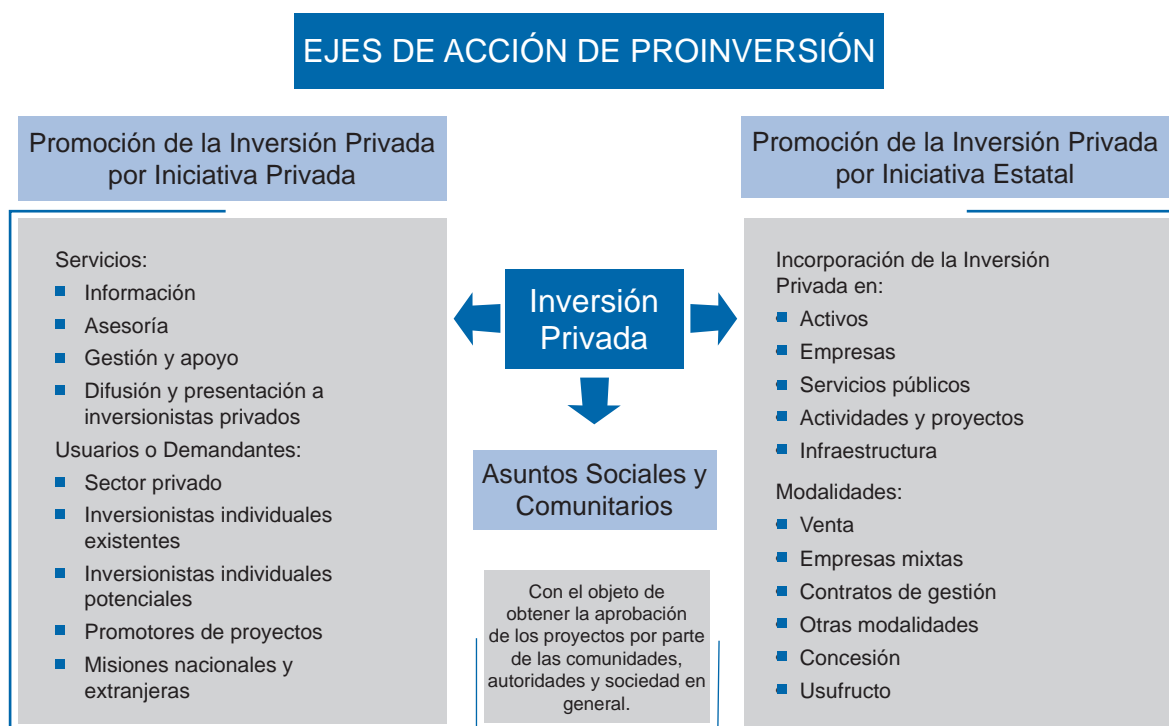 EJES DE ACCIÓN DE PROINVERSIÓN
Promoción de la Inversión Privada
por Iniciativa Privada
Servicios:
Información
Asesoría
Gestión y apoyo
Difusión y presentación a
inversionistas privados
Usuarios o Demandantes:
Sector privado
Inversionistas individuales
existentes
Inversionistas individuales
potenciales
Promotores de proyectos
Misiones nacionales y
extranjeras
Inversión
Privada
Asuntos Sociales y
Comunitarios
Con el objeto de
obtener la aprobación
de los proyectos por parte
de las comunidades,
autoridades y sociedad en
general.
Promoción de la Inversión Privada
por Iniciativa Estatal
Incorporación de la Inversión
Privada en:
Activos
Empresas
Servicios públicos
Actividades y proyectos
Infraestructura
Modalidades:
Venta
Empresas mixtas
Contratos de gestión
Otras modalidades
Concesión
Usufructo